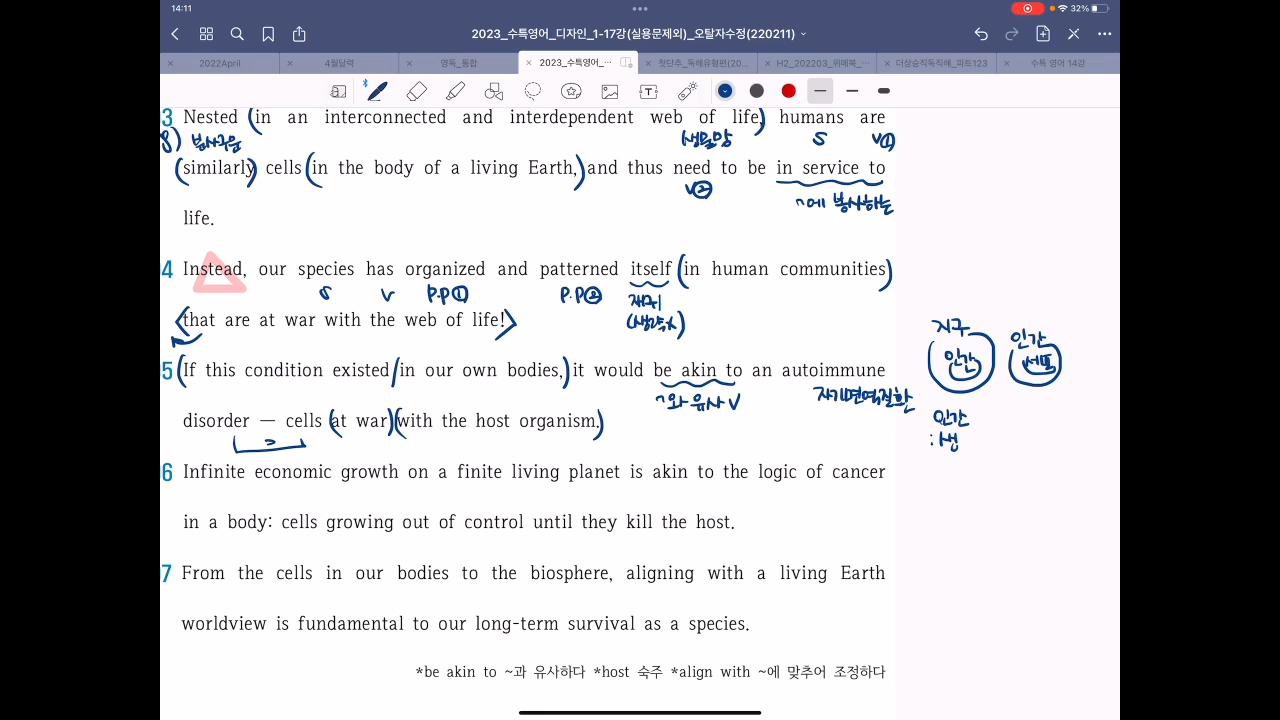 14:11
32%
2023_수특영어_디자인_1-17강(실용문제외)_오탈자수정(220211)
2022April
4월달력
영독_통합
2023_수특영어_...
첫단추_독해유형편(20...
H2_202203_위메북_...
더상승직독직해_파트123
수특 영어 14강
3 Nested (in an interconnected and interdependent web of life,) humans are
8) 분사구문 생물망 S V①
(similarly) cells (in the body of a living Earth,) and thus need to be in service to
V② ~에 봉사하는
life.
4 Instead, our species has organized and patterned itself (in human communities)
S V P.P① P.P② 재귀
(생략X)
<that are at war with the web of life!>
지구 인간
인간 세포
5 (If this condition existed/in our own bodies,) it would be akin to an autoimmune
~와 유사 V 자기면역질환
disorder — cells (at war)(with the host organism.)
인간
6 Infinite economic growth on a finite living planet is akin to the logic of cancer
in a body: cells growing out of control until they kill the host.
7 From the cells in our bodies to the biosphere, aligning with a living Earth
worldview is fundamental to our long-term survival as a species.
*be akin to ~과 유사하다 *host 숙주 *align with ~에 맞추어 조정하다